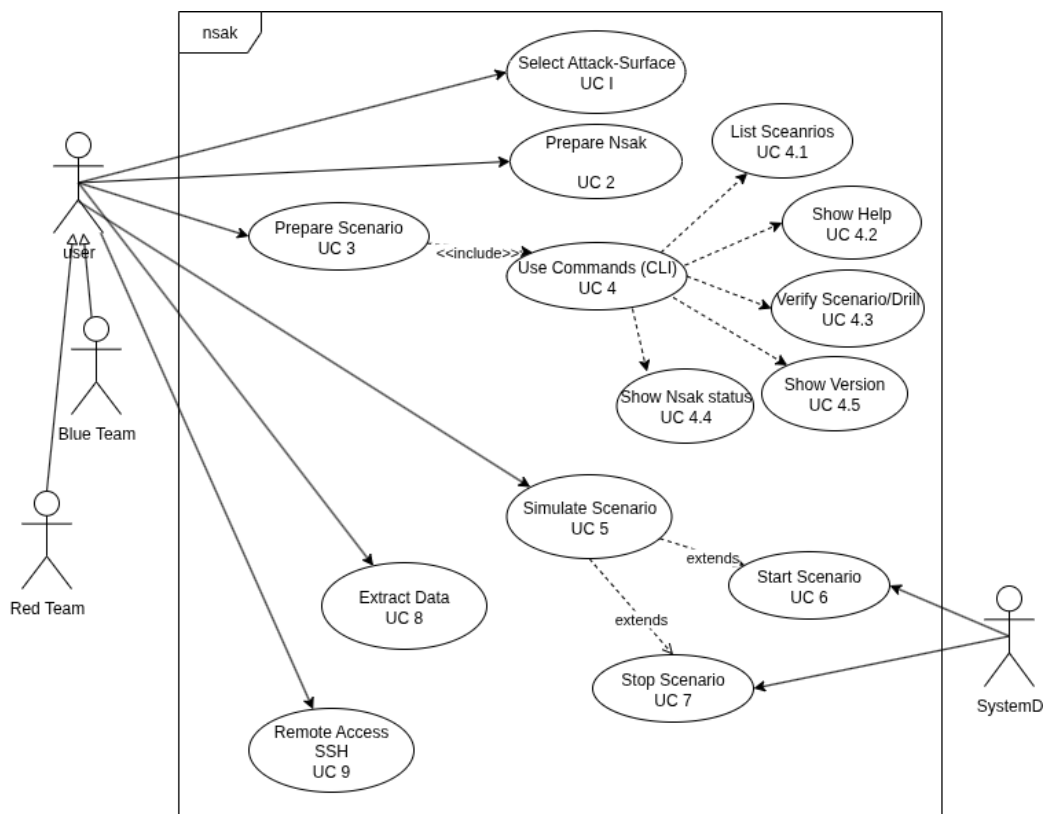 nsak
Select Attack-Surface
UC I
List Sceanrios
UC 4.1
Prepare Nsak
UC 2
Show Help
UC 4.2
Prepare Scenario
UC 3
user
<<include>>
Use Commands (CLI)
UC 4
Verify Scenario/Drill
UC 4.3
Show Nsak status
UC 4.4
Show Version
UC 4.5
Blue Team
Simulate Scenario
UC 5
extends
Start Scenario
UC 6
Red Team
Extract Data
UC 8
extends
Stop Scenario
UC 7
SystemD
Remote Access
SSH
UC 9